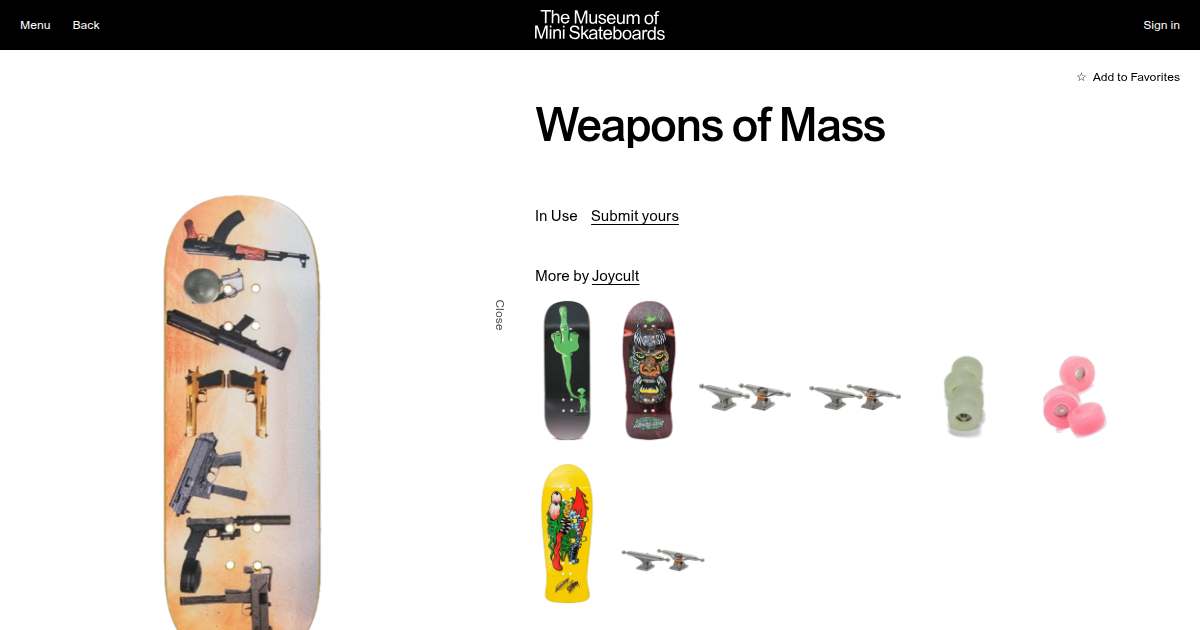 Menu
Back
The Museum of
Mini Skateboards
Sign in
☆ Add to Favorites
Weapons of Mass
In Use
Submit yours
More by Joycult
Close